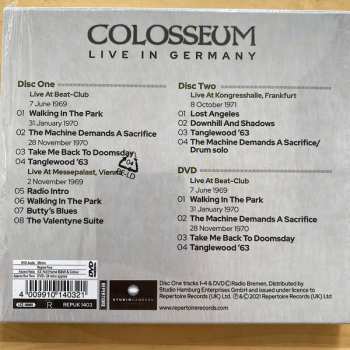 COLOSSEUM
LIVE IN GERMANY
Disc One
Live At Beat-Club
7 June 1969
01 Walking In The Park
31 January 1970
02 The Machine Demands A Sacrifice
28 November 1970
03 Take Me Back To Doomsday
04 Tanglewood '63
Live At Messepalast, Vienna
2 November 1969
05 Radio Intro
06 Walking In The Park
07 Butty's Blues
08 The Valentyne Suite
Disc Two
Live At Kongresshalle, Frankfurt
8 October 1971
01 Lost Angeles
02 Downhill And Shadows
03 Tanglewood '63
04 The Machine Demands A Sacrifice/
Drum solo
DVD
Live At Beat-Club
7 June 1969
01 Walking In The Park
31 January 1970
02 The Machine Demands A Sacrifice
28 November 1970
03 Take Me Back To Doomsday
04 Tanglewood '63
DVD
R REPUK 1403
4 009910 140321
REPERTOIRE
STUDIO HAMBURG
Disc One tracks 1-4 & DVD © Radio Bremen,
Studio Hamburg Enterprises GmbH and issued under licence to
Repertoire Records (UK) Ltd. ℗ & © 2021 Repertoire Records (UK) Ltd
www.repertoirerecords.com